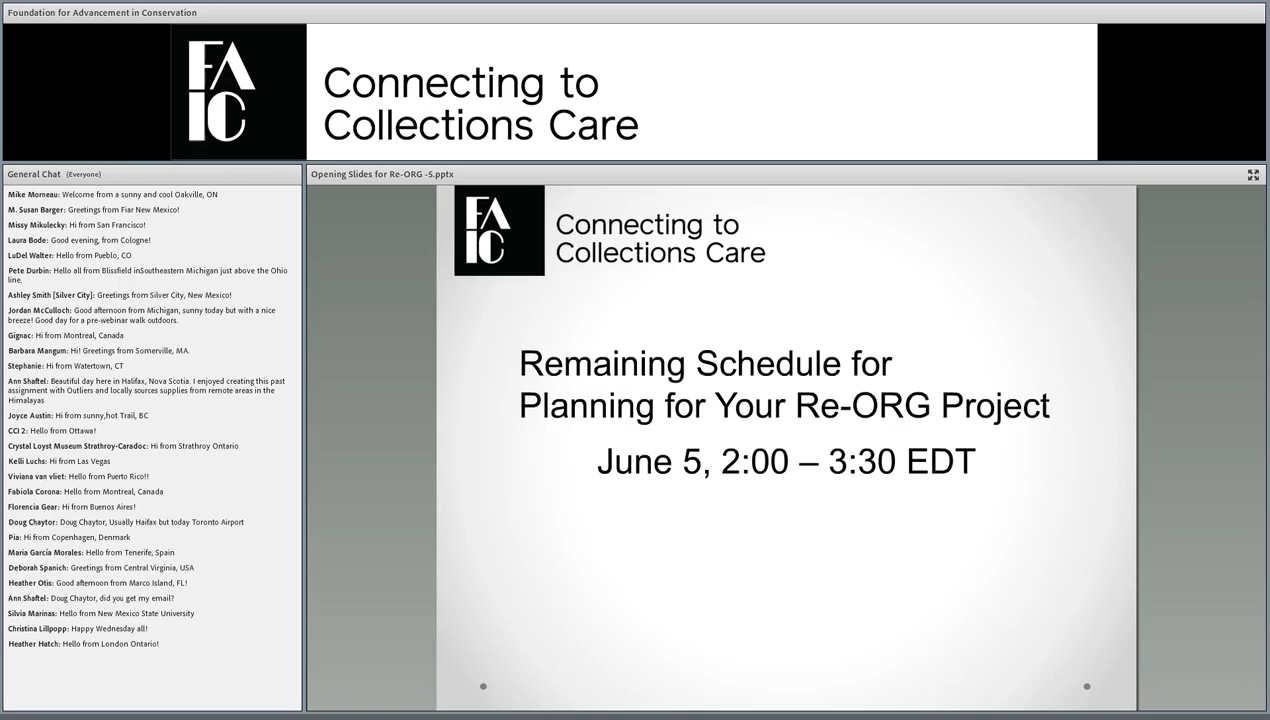 Foundation for Advancement in Conservation
FA
IC
Connecting to
Collections Care
General Chat (Everyone)
Mike Morneau: Welcome from a sunny and cool Oakville, ON
M. Susan Barger: Greetings from Fiar New Mexico!
Missy Mikulecky: Hi from San Francisco!
Laura Bode: Good evening, from Cologne!
LuDel Walter: Hello from Pueblo, CO
Pete Durbin: Hello all from Blissfield inSoutheastern Michigan just above the Ohio
line.
Ashley Smith [Silver City]: Greetings from Silver City, New Mexico!
Jordan McCulloch: Good afternoon from Michigan, sunny today but with a nice
breeze! Good day for a pre-webinar walk outdoors.
Gignac: Hi from Montreal, Canada
Barbara Mangum: Hi! Greetings from Somerville, MA.
Stephanie: Hi from Watertown, CT
Ann Shaftel: Beautiful day here in Halifax, Nova Scotia. I enjoyed creating this past
assignment with Outliers and locally sources supplies from remote areas in the
Himalayas
Joyce Austin: Hi from sunny,hot Trail, BC
CCI 2: Hello from Ottawa!
Crystal Loyst Museum Strathroy-Caradoc: Hi from Strathroy Ontario
Kelli Luchs: Hi from Las Vegas
Viviana van vliet: Hello from Puerto Rico!!
Fabiola Corona: Hello from Montreal, Canada
Florencia Gear: Hi from Buenos Aires!
Doug Chaytor: Doug Chaytor, Usually Haifax but today Toronto Airport
Pia: Hi from Copenhagen, Denmark
Maria García Morales: Hello from Tenerife, Spain
Deborah Spanich: Greetings from Central Virginia, USA
Heather Otis: Good afternoon from Marco Island, FL!
Ann Shaftel: Doug Chaytor, did you get my email?
Silvia Marinas: Hello from New Mexico State University
Christina Lillpopp: Happy Wednesday all!
Heather Hatch: Hello from London Ontario!
Opening Slides for Re-ORG -5.pptx
FA
IC
Connecting to
Collections Care
Remaining Schedule for
Planning for Your Re-ORG Project
June 5, 2:00 – 3:30 EDT